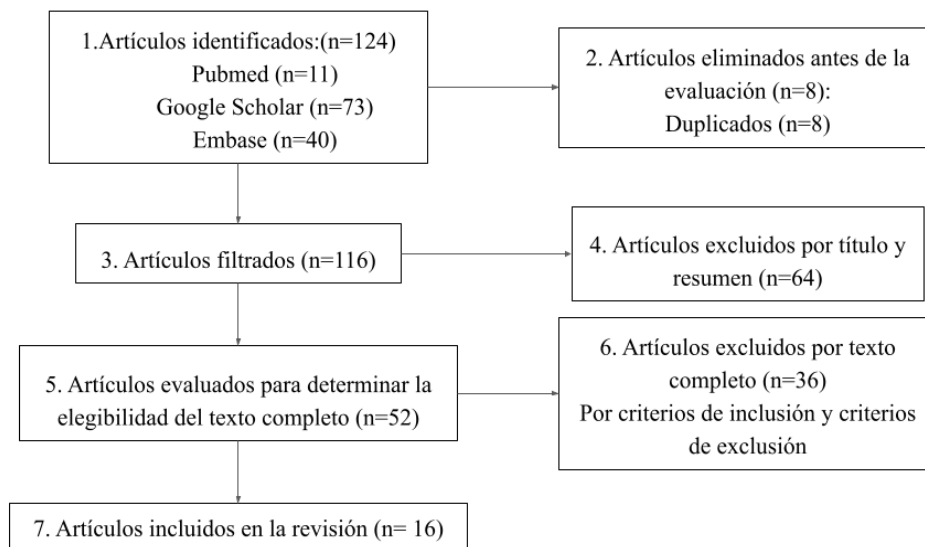 1.Artículos identificados:(n=124)
Pubmed (n=11)
Google Scholar (n=73)
Embase (n=40)
2. Artículos eliminados antes de la
evaluación (n=8):
Duplicados (n=8)
3. Artículos filtrados (n=116)
4. Artículos excluidos por título y
resumen (n=64)
5. Artículos evaluados para determinar la
elegibilidad del texto completo (n=52)
6. Artículos excluidos por texto
completo (n=36)
Por criterios de inclusión y criterios
de exclusión
7. Artículos incluidos en la revisión (n= 16)